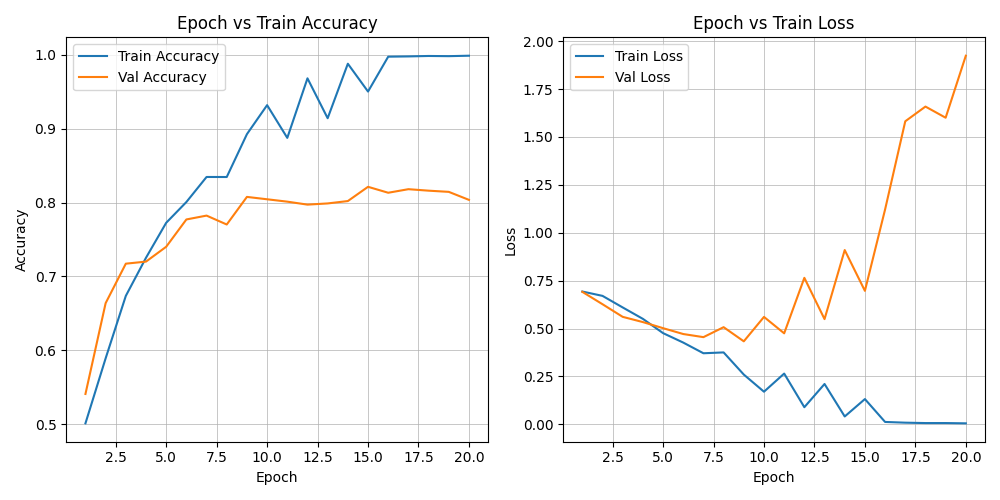 Epoch vs Train Accuracy
Train Accuracy
Val Accuracy
1.0
0.9
0.8
0.7
0.6
0.5
Accuracy
2.5 5.0 7.5 10.0 12.5 15.0 17.5 20.0
Epoch
Epoch vs Train Loss
Train Loss
Val Loss
2.00
1.75
1.50
1.25
1.00
0.75
0.50
0.25
0.00
Loss
2.5 5.0 7.5 10.0 12.5 15.0 17.5 20.0
Epoch